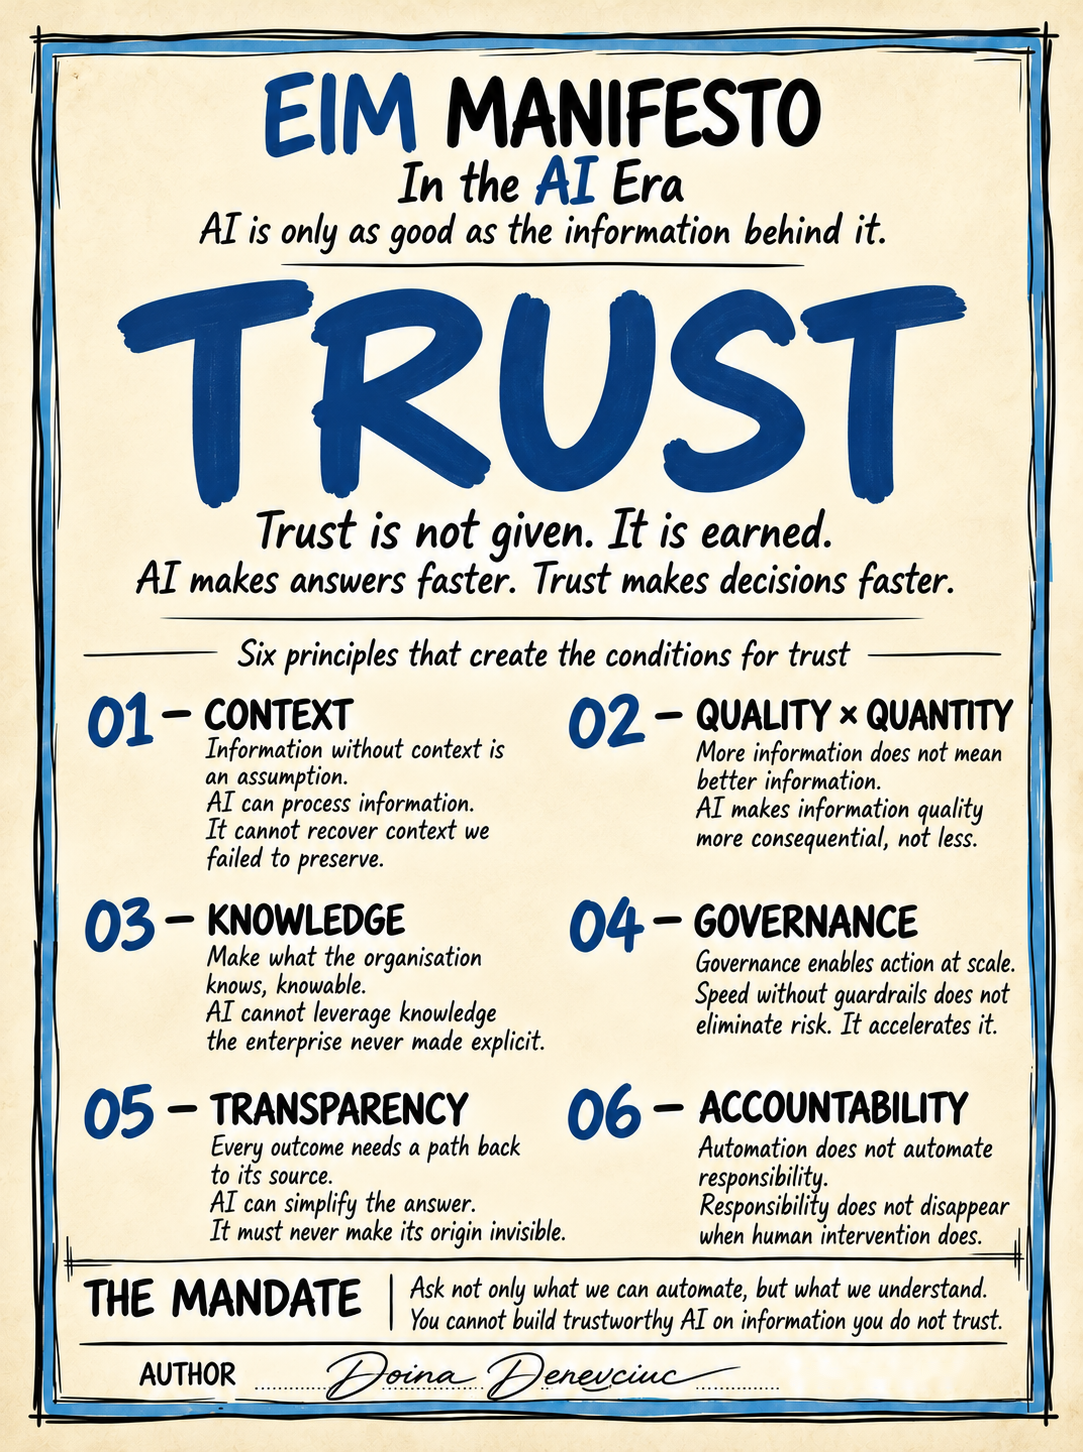 EIM MANIFESTO
In the AI Era
AI is only as good as the information behind it.
TRUST
Trust is not given. It is earned.
AI makes answers faster. Trust makes decisions faster.
Six principles that create the conditions for trust
01 – CONTEXT
Information without context is
an assumption.
AI can process information.
It cannot recover context we
failed to preserve.
02 – QUALITY × QUANTITY
More information does not mean
better information.
AI makes information quality
more consequential, not less.
03 – KNOWLEDGE
Make what the organisation
knows, knowable.
AI cannot leverage knowledge
the enterprise never made explicit.
04 – GOVERNANCE
Governance enables action at scale.
Speed without guardrails does not
eliminate risk. It accelerates it.
05 – TRANSPARENCY
Every outcome needs a path back
to its source.
AI can simplify the answer.
It must never make its origin invisible.
06 – ACCOUNTABILITY
Automation does not automate
responsibility.
Responsibility does not disappear
when human intervention does.
THE MANDATE
Ask not only what we can automate, but what we understand.
You cannot build trustworthy AI on information you do not trust.
AUTHOR Doina Denevciuc